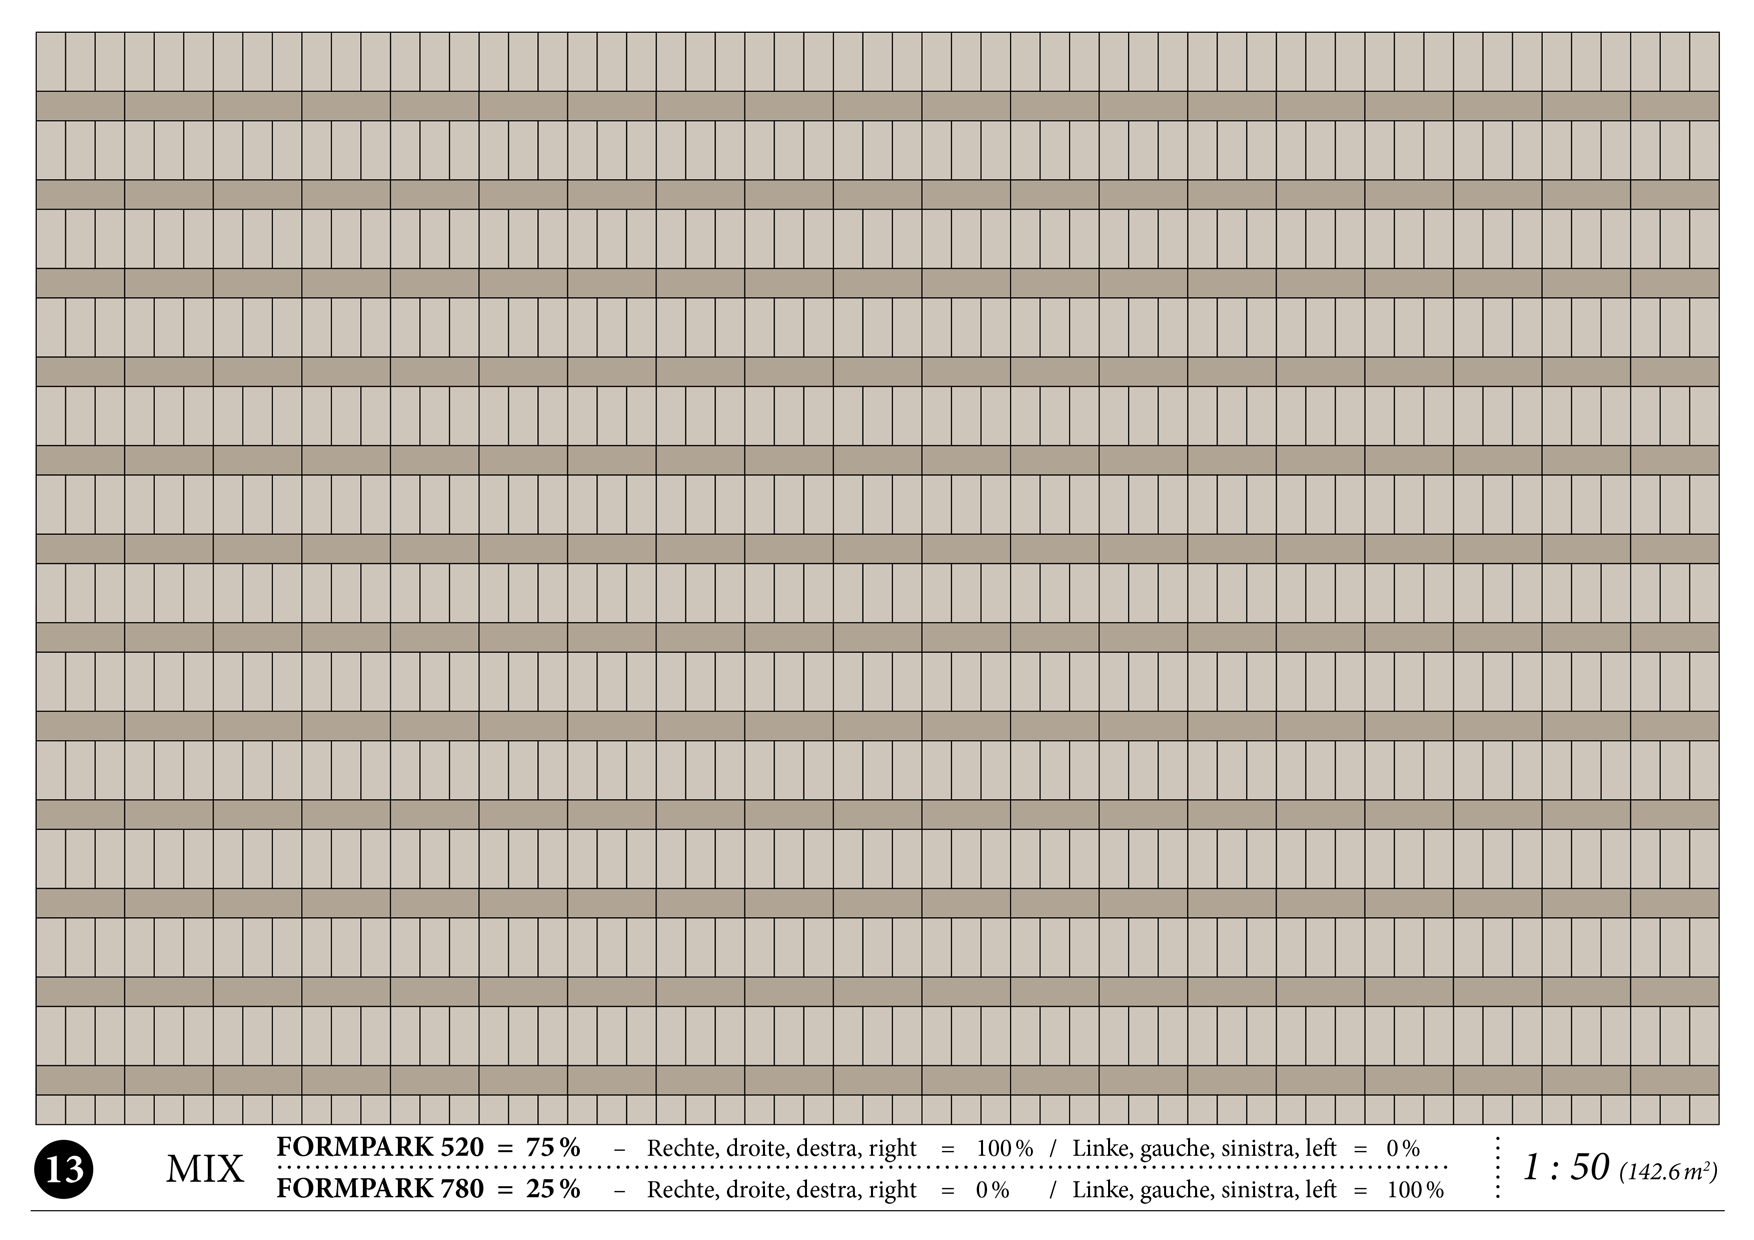 13 MIX
FORMPARK 520 = 75 % – Rechte, droite, destra, right = 100 % / Linke, gauche, sinistra, left = 0 %
FORMPARK 780 = 25 % – Rechte, droite, destra, right = 0 % / Linke, gauche, sinistra, left = 100 %
1 : 50 (142.6 m²)